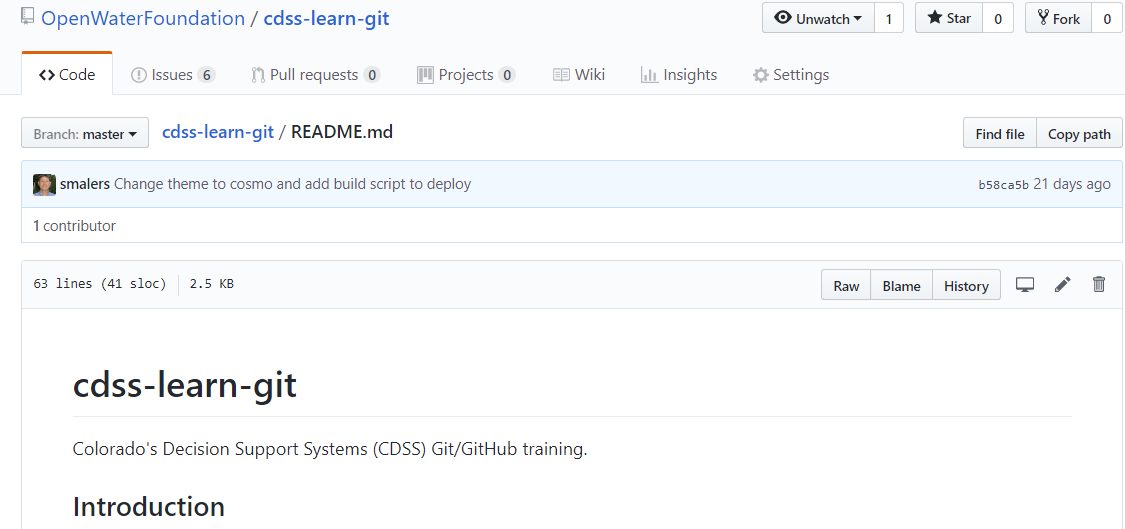 OpenWaterFoundation / cdss-learn-git Unwatch 1 Star 0 Fork 0
Code Issues 6 Pull requests 0 Projects 0 Wiki Insights Settings
Branch: master cdss-learn-git / README.md Find file Copy path
smalers Change theme to cosmo and add build script to deploy b58ca5b 21 days ago
1 contributor
63 lines (41 sloc) 2.5 KB Raw Blame History
cdss-learn-git
Colorado's Decision Support Systems (CDSS) Git/GitHub training.
Introduction